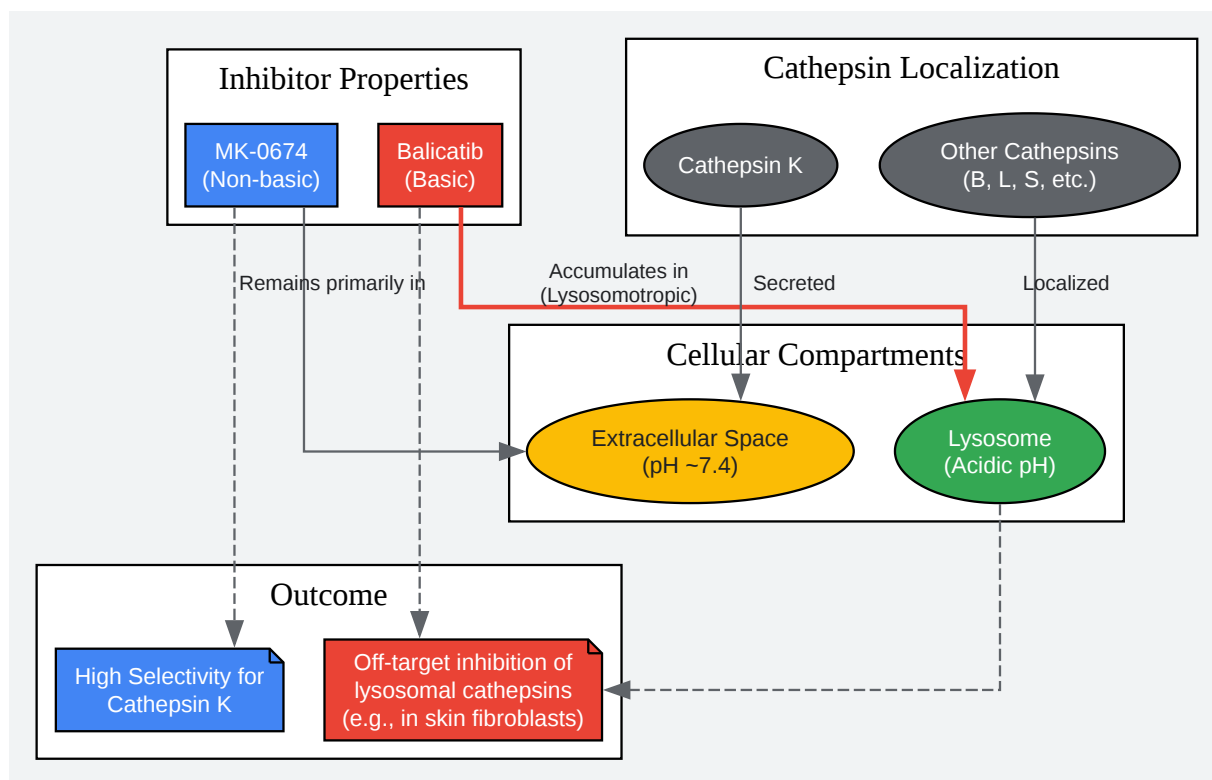 Inhibitor Properties
MK-0674
(Non-basic)
Balicatib
(Basic)
Cathepsin Localization
Cathepsin K
Other Cathepsins
(B, L, S, etc.)
Remains primarily in
Accumulates in
(Lysosomotropic)
Secreted
Localized
Cellular Compartments
Extracellular Space
(pH ~7.4)
Lysosome
(Acidic pH)
Outcome
High Selectivity for
Cathepsin K
Off-target inhibition of
lysosomal cathepsins
(e.g., in skin fibroblasts)